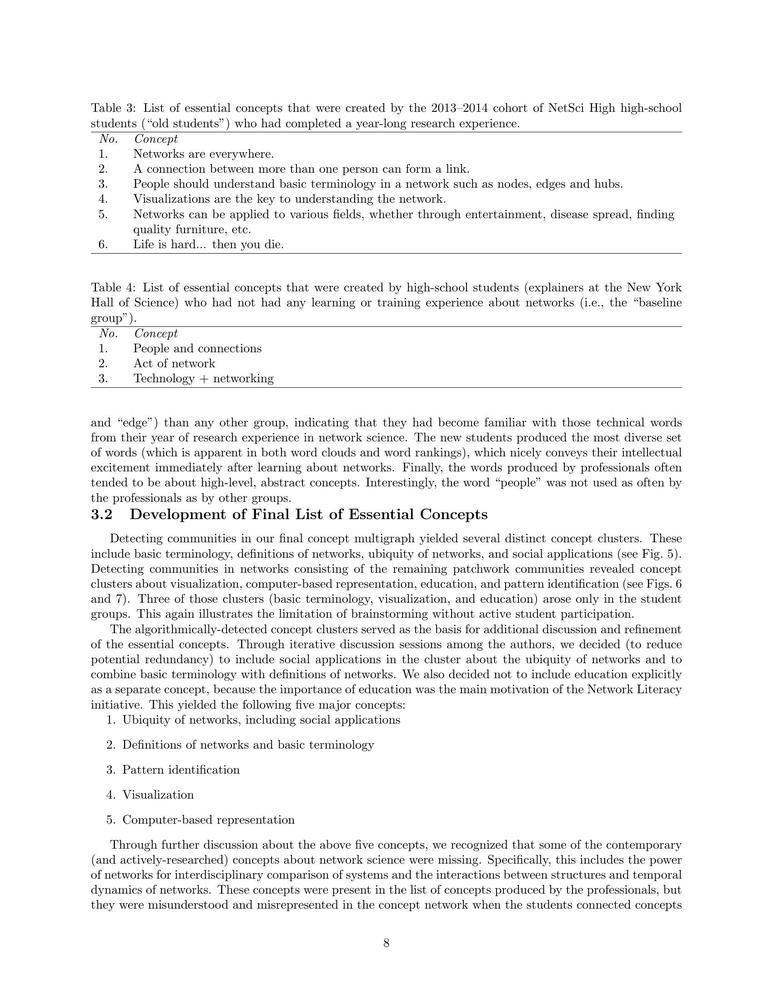 Table 3: List of essential concepts that were created by the 2013–2014 cohort of NetSci High high-school
students (“old students”) who had completed a year-long research experience.
No. Concept
1. Networks are everywhere.
2. A connection between more than one person can form a link.
3. People should understand basic terminology in a network such as nodes, edges and hubs.
4. Visualizations are the key to understanding the network.
5. Networks can be applied to various fields, whether through entertainment, disease spread, finding
quality furniture, etc.
6. Life is hard... then you die.
Table 4: List of essential concepts that were created by high-school students (explainers at the New York
Hall of Science) who had not had any learning or training experience about networks (i.e., the “baseline
group”).
No. Concept
1. People and connections
2. Act of network
3. Technology + networking
and “edge”) than any other group, indicating that they had become familiar with those technical words
from their year of research experience in network science. The new students produced the most diverse set
of words (which is apparent in both word clouds and word rankings), which nicely conveys their intellectual
excitement immediately after learning about networks. Finally, the words produced by professionals often
tended to be about high-level, abstract concepts. Interestingly, the word “people” was not used as often by
the professionals as by other groups.
3.2 Development of Final List of Essential Concepts
Detecting communities in our final concept multigraph yielded several distinct concept clusters. These
include basic terminology, definitions of networks, ubiquity of networks, and social applications (see Fig. 5).
Detecting communities in networks consisting of the remaining patchwork communities revealed concept
clusters about visualization, computer-based representation, education, and pattern identification (see Figs. 6
and 7). Three of those clusters (basic terminology, visualization, and education) arose only in the student
groups. This again illustrates the limitation of brainstorming without active student participation.
The algorithmically-detected concept clusters served as the basis for additional discussion and refinement
of the essential concepts. Through iterative discussion sessions among the authors, we decided (to reduce
potential redundancy) to include social applications in the cluster about the ubiquity of networks and to
combine basic terminology with definitions of networks. We also decided not to include education explicitly
as a separate concept, because the importance of education was the main motivation of the Network Literacy
initiative. This yielded the following five major concepts:
1. Ubiquity of networks, including social applications
2. Definitions of networks and basic terminology
3. Pattern identification
4. Visualization
5. Computer-based representation
Through further discussion about the above five concepts, we recognized that some of the contemporary
(and actively-researched) concepts about network science were missing. Specifically, this includes the power
of networks for interdisciplinary comparison of systems and the interactions between structures and temporal
dynamics of networks. These concepts were present in the list of concepts produced by the professionals, but
they were misunderstood and misrepresented in the concept network when the students connected concepts
8